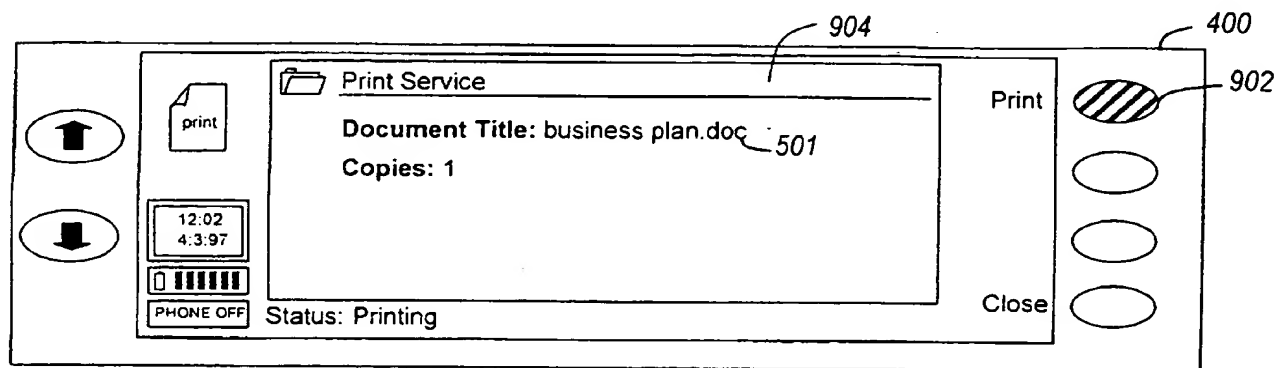 904
400
902
print
Print Service
Print
Document Title: business plan.doc
501
Copies: 1
12:02
4:3:97
PHONE OFF
Status: Printing
Close